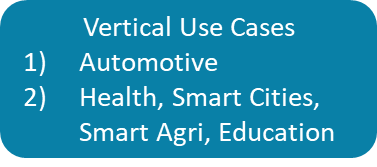 Vertical Use Cases
1) Automotive
2) Health, Smart Cities,
Smart Agri, Education